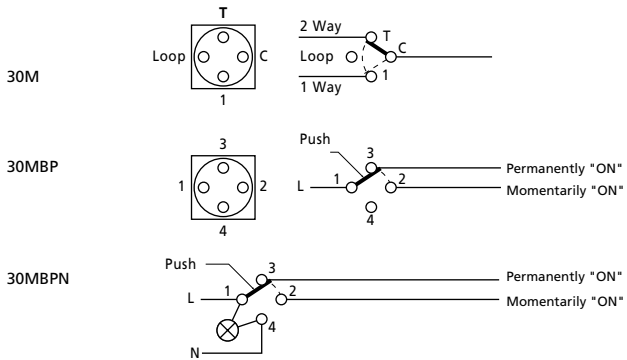 T
2 Way
T
Loop
C
Loop
C
30M
1 Way
1
1
Push
3
3
Permanently "ON"
30MBP
1
2
L
1
2
Momentarily "ON"
4
4
Push
3
Permanently "ON"
30MBPN
L
1
2
Momentarily "ON"
4
N